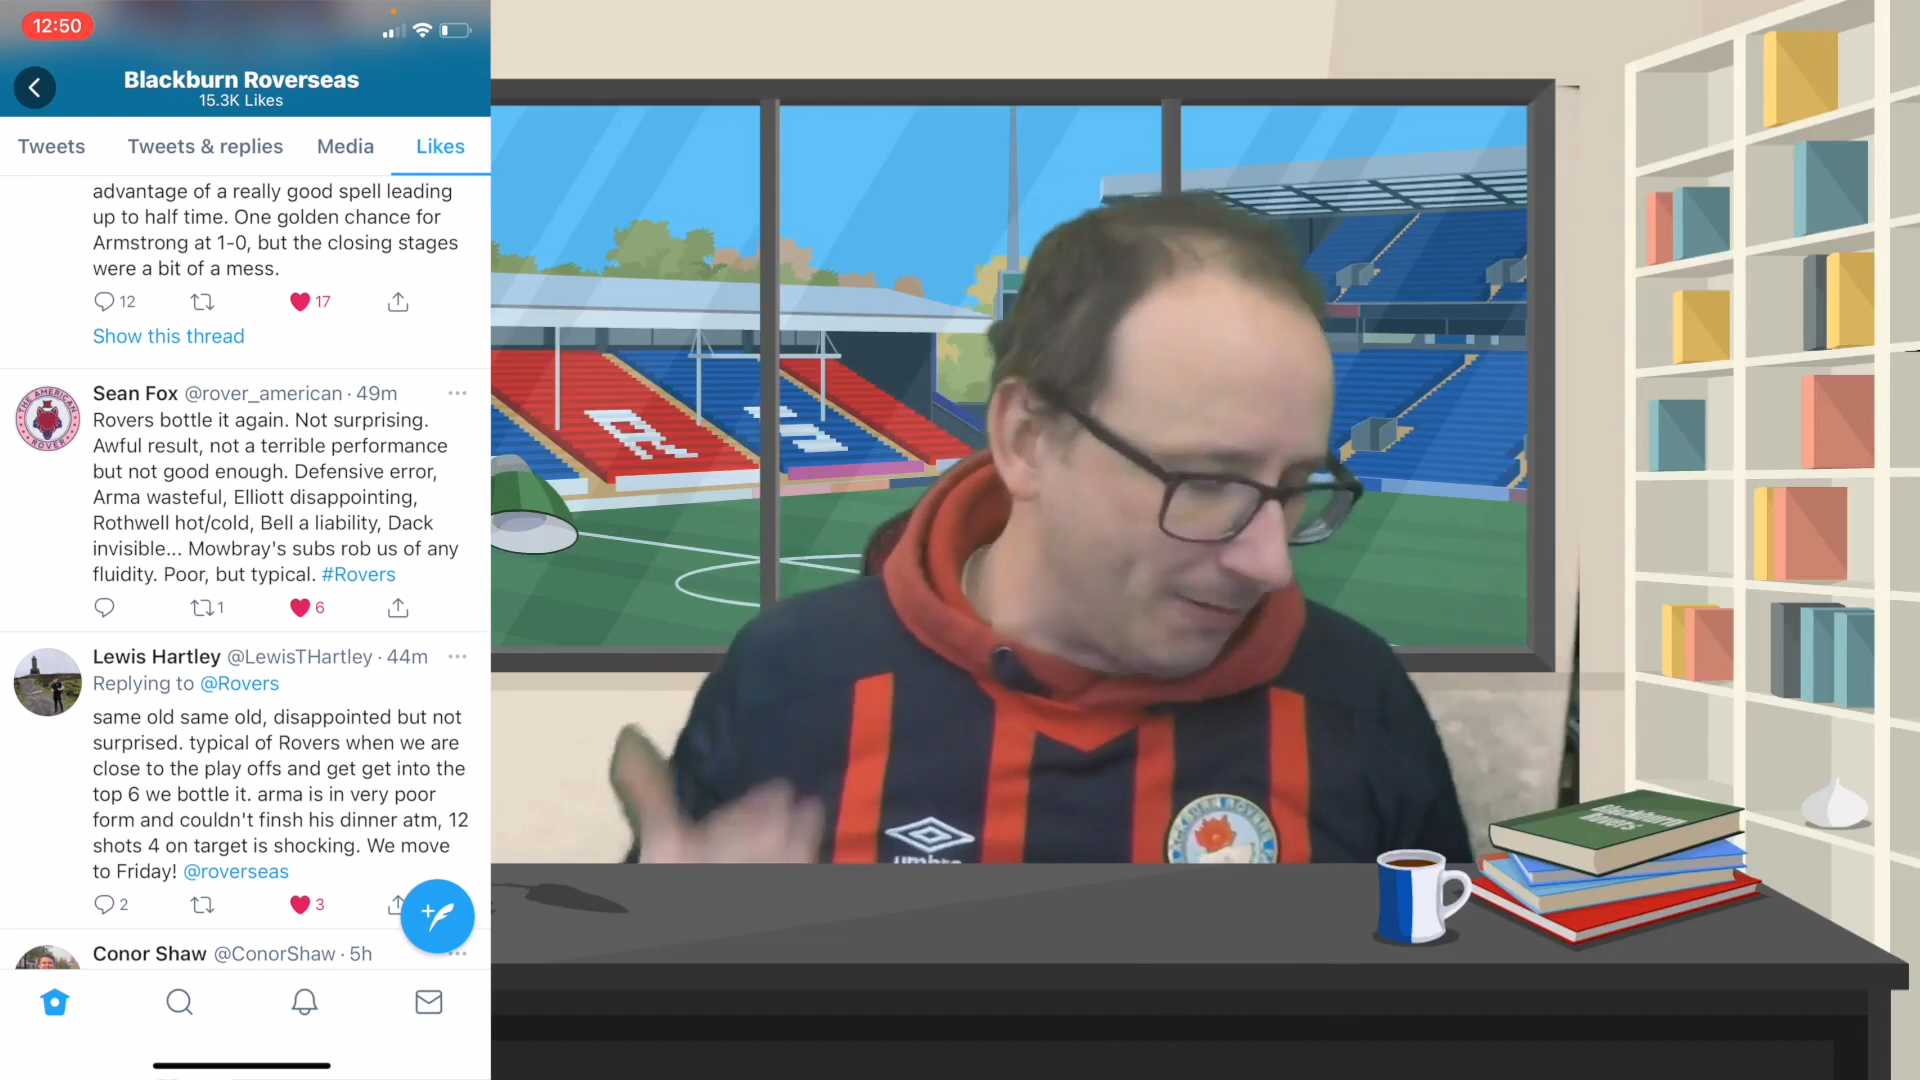 12:50
Blackburn Roverseas
15.3K Likes
Tweets Tweets & replies Media Likes
advantage of a really good spell leading
up to half time. One golden chance for
Armstrong at 1-0, but the closing stages
were a bit of a mess.
12 17
Show this thread
Sean Fox @rover_american · 49m
Rovers bottle it again. Not surprising.
Awful result, not a terrible performance
but not good enough. Defensive error,
Arma wasteful, Elliott disappointing,
Rothwell hot/cold, Bell a liability, Dack
invisible... Mowbray's subs rob us of any
fluidity. Poor, but typical. #Rovers
1 6
Lewis Hartley @LewisTHartley · 44m
Replying to @Rovers
same old same old, disappointed but not
surprised. typical of Rovers when we are
close to the play offs and get get into the
top 6 we bottle it. arma is in very poor
form and couldn't finsh his dinner atm, 12
shots 4 on target is shocking. We move
to Friday! @roverseas
2 3
Conor Shaw @ConorShaw · 5h
THE AMERICAN
ROVER
umbro
Blackburn
Rovers